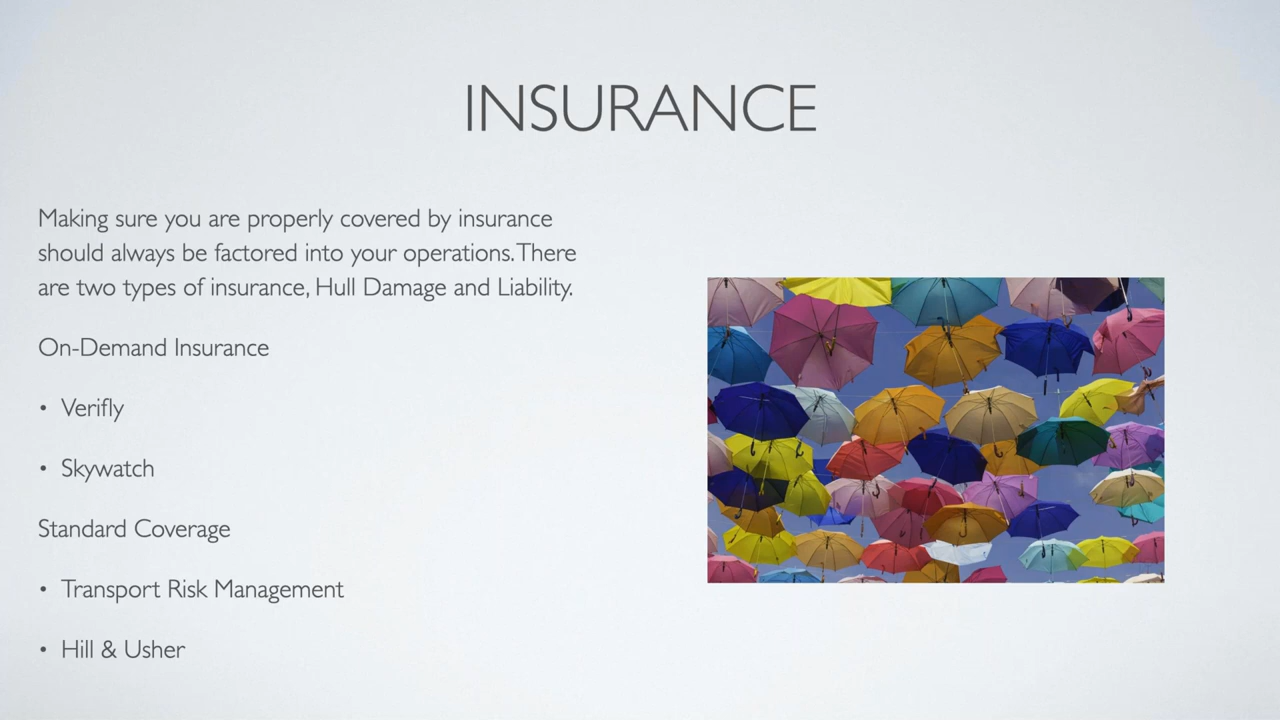 INSURANCE
Making sure you are properly covered by insurance
should always be factored into your operations. There
are two types of insurance, Hull Damage and Liability.
On-Demand Insurance
• Verifly
• Skywatch
Standard Coverage
• Transport Risk Management
• Hill & Usher